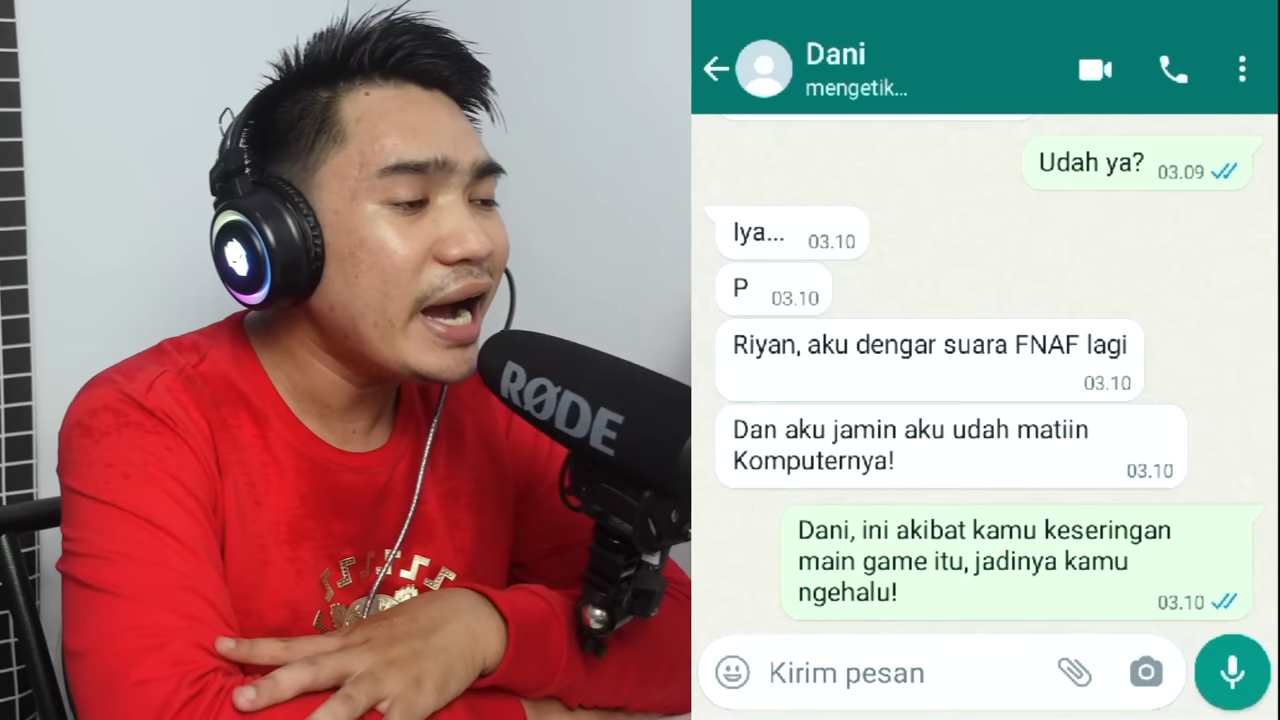 RØDE
Dani
mengetik...
Udah ya? 03.09
Iya... 03.10
P 03.10
Riyan, aku dengar suara FNAF lagi
03.10
Dan aku jamin aku udah matiin
Komputernya! 03.10
Dani, ini akibat kamu keseringan
main game itu, jadinya kamu
ngehalu! 03.10
Kirim pesan